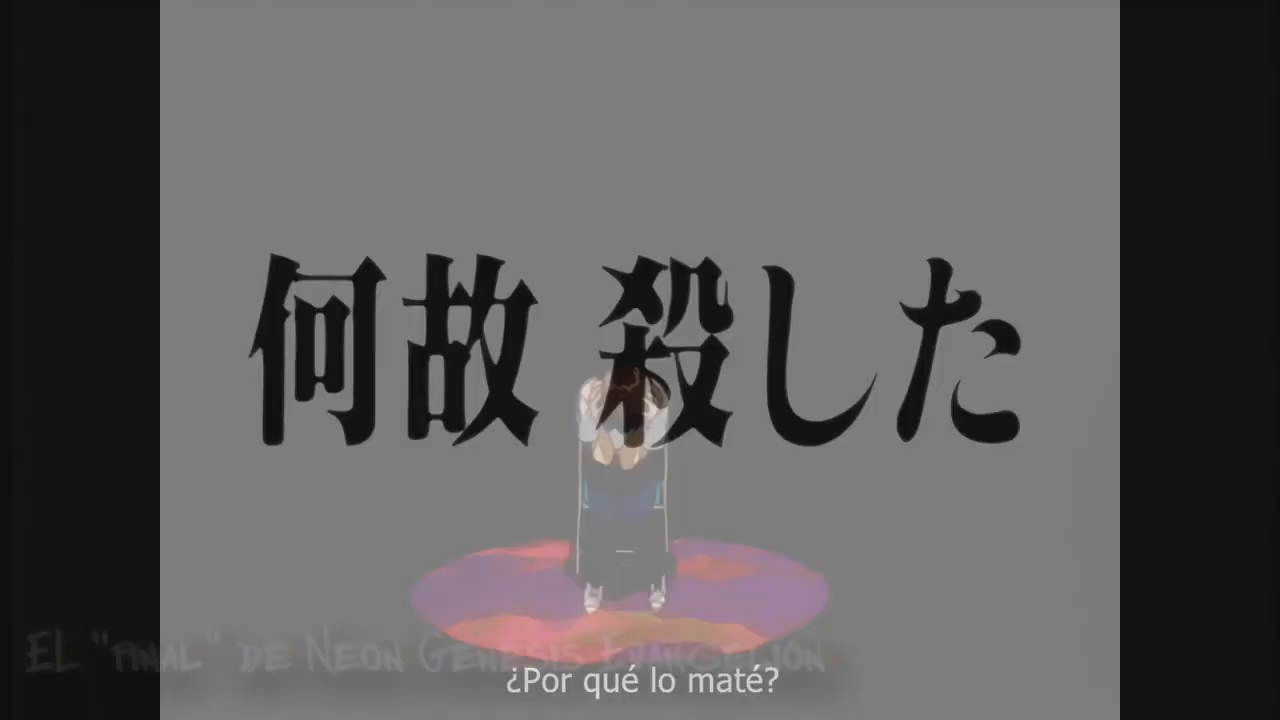 何故 殺した
EL "FINAL" DE NEON GENESIS EVANGELION
¿Por qué lo maté?